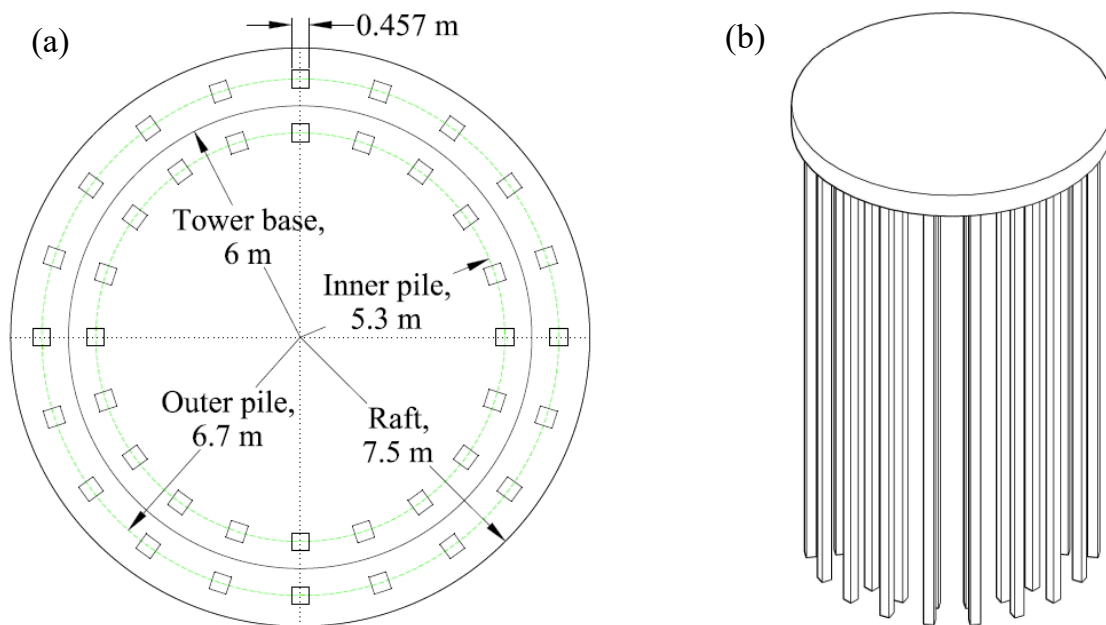 (a)
0.457 m
(b)
Tower base,
6 m
Inner pile,
5.3 m
Outer pile,
6.7 m
Raft,
7.5 m